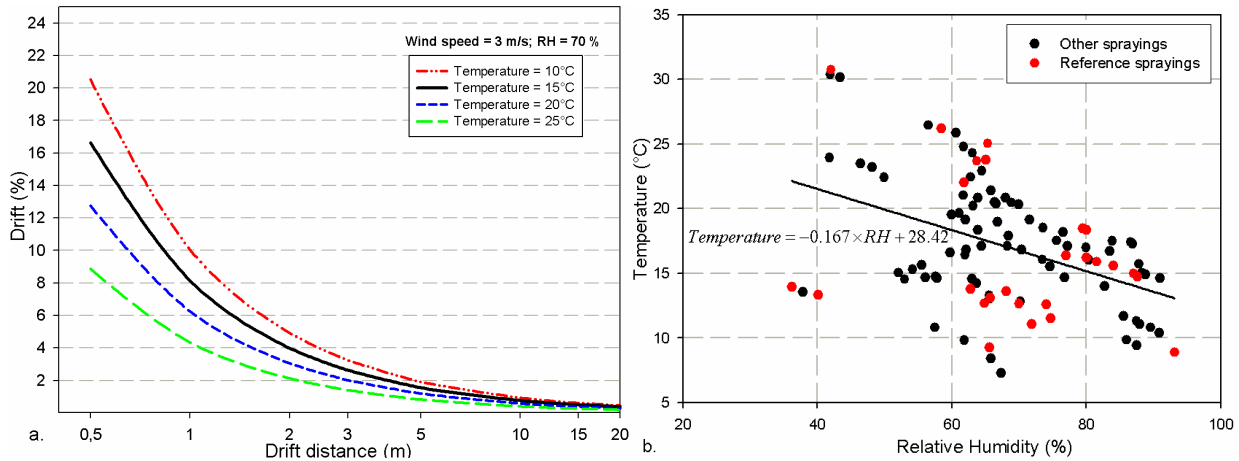 24
22
20
18
16
14
12
10
8
6
4
2
Drift (%)
Wind speed = 3 m/s; RH = 70 %
Temperature = 10°C
Temperature = 15°C
Temperature = 20°C
Temperature = 25°C
0,5 1 2 3 5 10 15 20
Drift distance (m)
a.
35
30
25
20
15
10
5
Temperature (°C)
Other sprayings
Reference sprayings
Temperature = −0.167×RH + 28.42
20 40 60 80 100
Relative Humidity (%)
b.